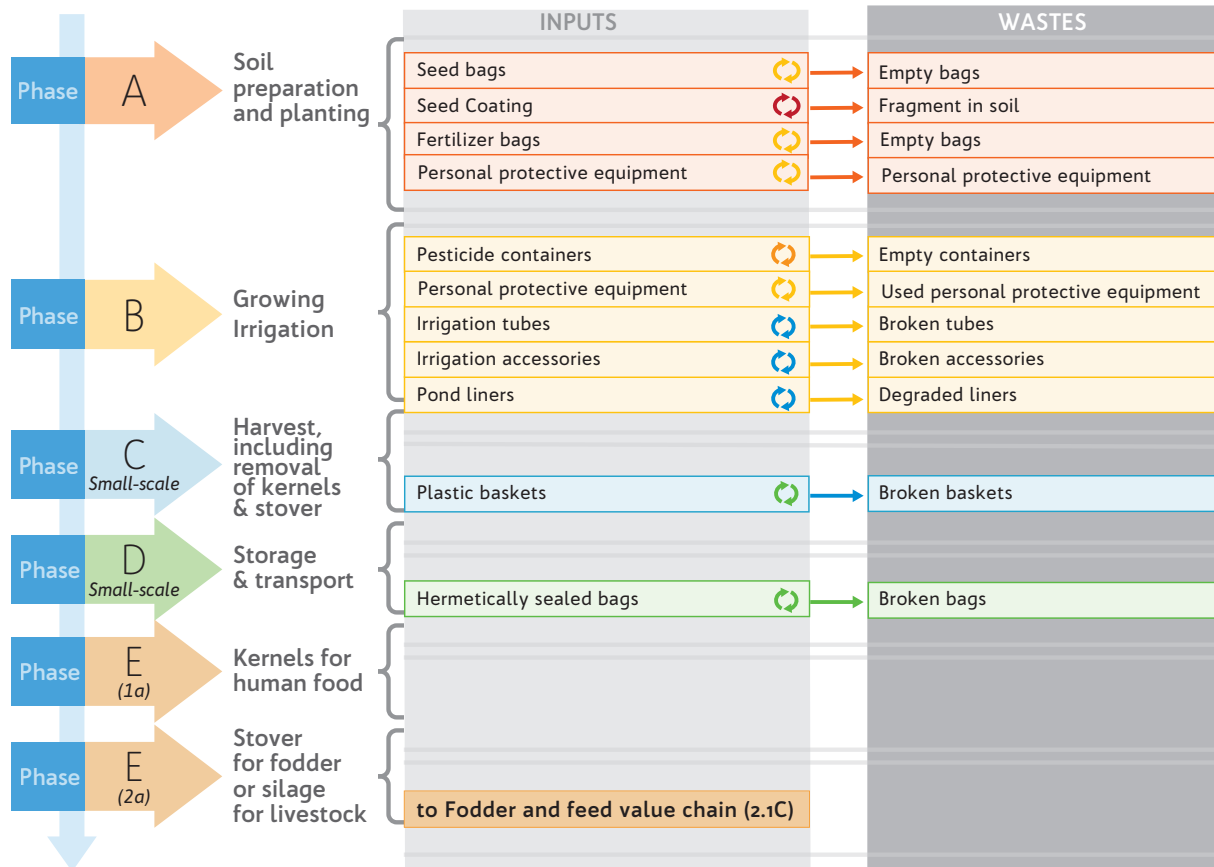 INPUTS
WASTES
Phase
A
Soil
preparation
and planting
Seed bags
Empty bags
Seed Coating
Fragment in soil
Fertilizer bags
Empty bags
Personal protective equipment
Personal protective equipment
Phase
B
Growing
Irrigation
Pesticide containers
Empty containers
Personal protective equipment
Used personal protective equipment
Irrigation tubes
Broken tubes
Irrigation accessories
Broken accessories
Pond liners
Degraded liners
Phase
C
Small-scale
Harvest,
including
removal
of kernels
& stover
Plastic baskets
Broken baskets
Phase
D
Small-scale
Storage
& transport
Hermetically sealed bags
Broken bags
Phase
E
(1a)
Kernels for
human food
Phase
E
(2a)
Stover
for fodder
or silage
for livestock
to Fodder and feed value chain (2.1C)